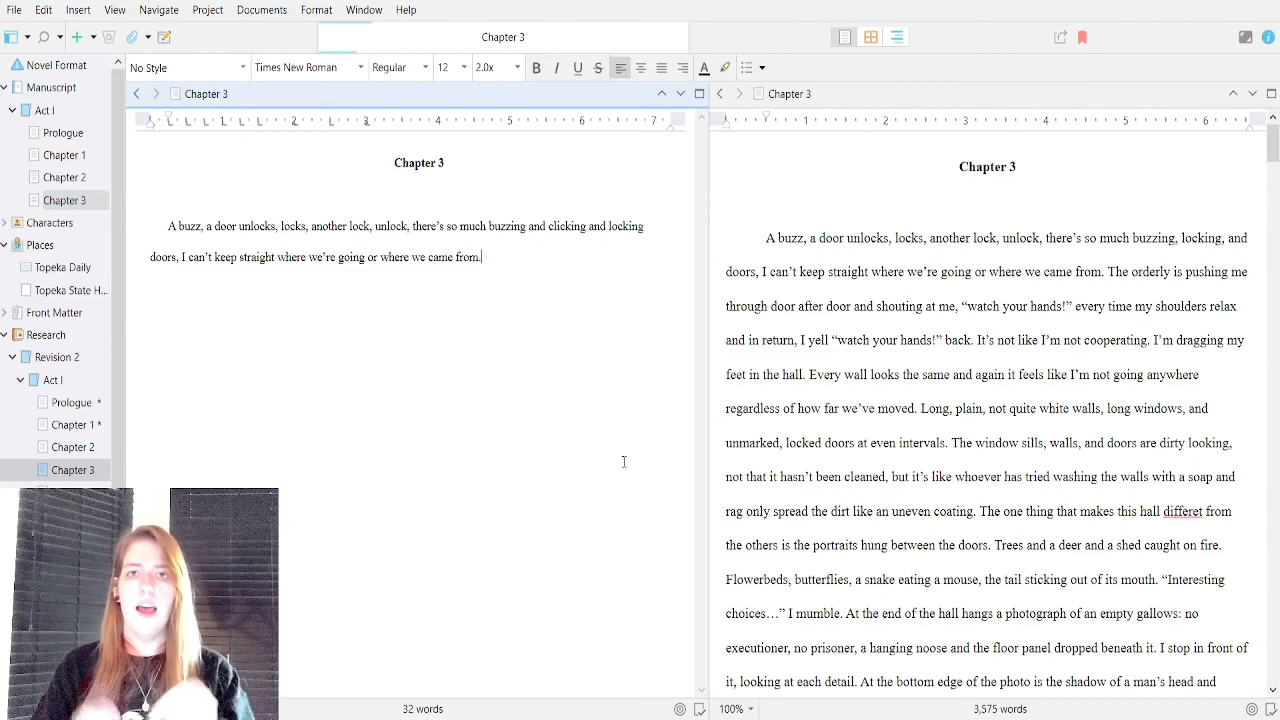 File Edit Insert View Navigate Project Documents Format Window Help
Chapter 3
No Style Times New Roman Regular 12 2.0x B I U S A
Novel Format
Manuscript
Act I
Prologue
Chapter 1
Chapter 2
Chapter 3
Characters
Places
Topeka Daily
Topeka State H...
Front Matter
Research
Revision 2
Act I
Prologue *
Chapter 1 *
Chapter 2
Chapter 3
Chapter 3
1 2 3 4 5 6 7
Chapter 3
A buzz, a door unlocks, locks, another lock, unlock, there's so much buzzing and clicking and locking
doors, I can't keep straight where we're going or where we came from.
32 words
Chapter 3
1 2 3 4 5 6
Chapter 3
A buzz, a door unlocks, locks, another lock, unlock, there's so much buzzing, locking, and
doors, I can't keep straight where we're going or where we came from. The orderly is pushing me
through door after door and shouting at me, “watch your hands!” every time my shoulders relax
and in return, I yell “watch your hands!” back. It's not like I'm not cooperating. I'm dragging my
feet in the hall. Every wall looks the same and again it feels like I'm not going anywhere
regardless of how far we've moved. Long, plain, not quite white walls, long windows, and
unmarked, locked doors at even intervals. The window sills, walls, and doors are dirty looking,
not that it hasn't been cleaned, but it's like whoever has tried washing the walls with a soap and
rag only spread the dirt like an uneven coating. The one thing that makes this hall differet from
the others is the portraits hung between the doors. Trees and a deer and a head caught on fire.
Flowerbeds, butterflies, a snake eating a mouse, the tail sticking out of its mouth. “Interesting
choices…” I mumble. At the end of the hall hangs a photograph of an empty gallows: no
executioner, no prisoner, a hanging rope and the floor panel dropped beneath it. I stop in front of
it, looking at each detail. At the bottom edge of the photo is the shadow of a man's head and
100% 3,575 words